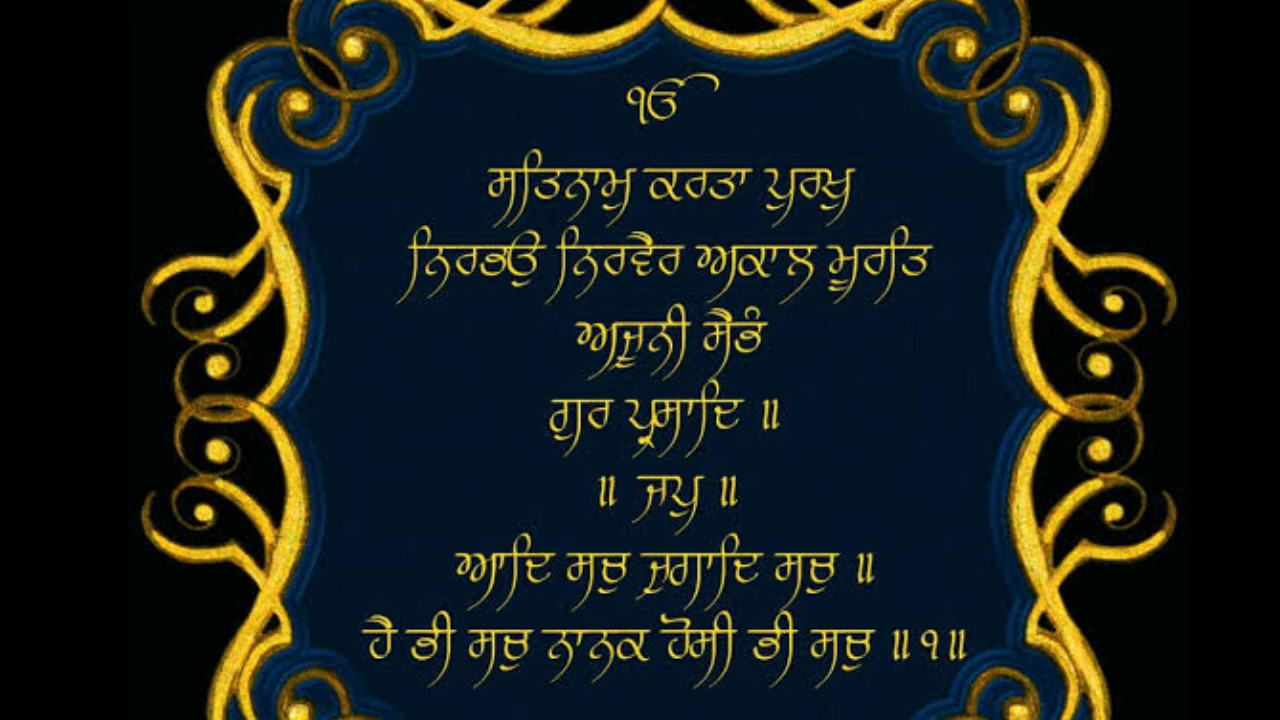 ੴ
ਸਤਿਨਾਮੁ ਕਰਤਾ ਪੁਰਖੁ
ਨਿਰਭਉ ਨਿਰਵੈਰ ਅਕਾਲ ਮੂਰਤਿ
ਅਜੂਨੀ ਸੈਭੰ
ਗੁਰ ਪ੍ਰਸਾਦਿ ॥
॥ ਜਪੁ ॥
ਆਦਿ ਸਚੁ ਜੁਗਾਦਿ ਸਚੁ ॥
ਹੈ ਭੀ ਸਚੁ ਨਾਨਕ ਹੋਸੀ ਭੀ ਸਚੁ ॥੧॥